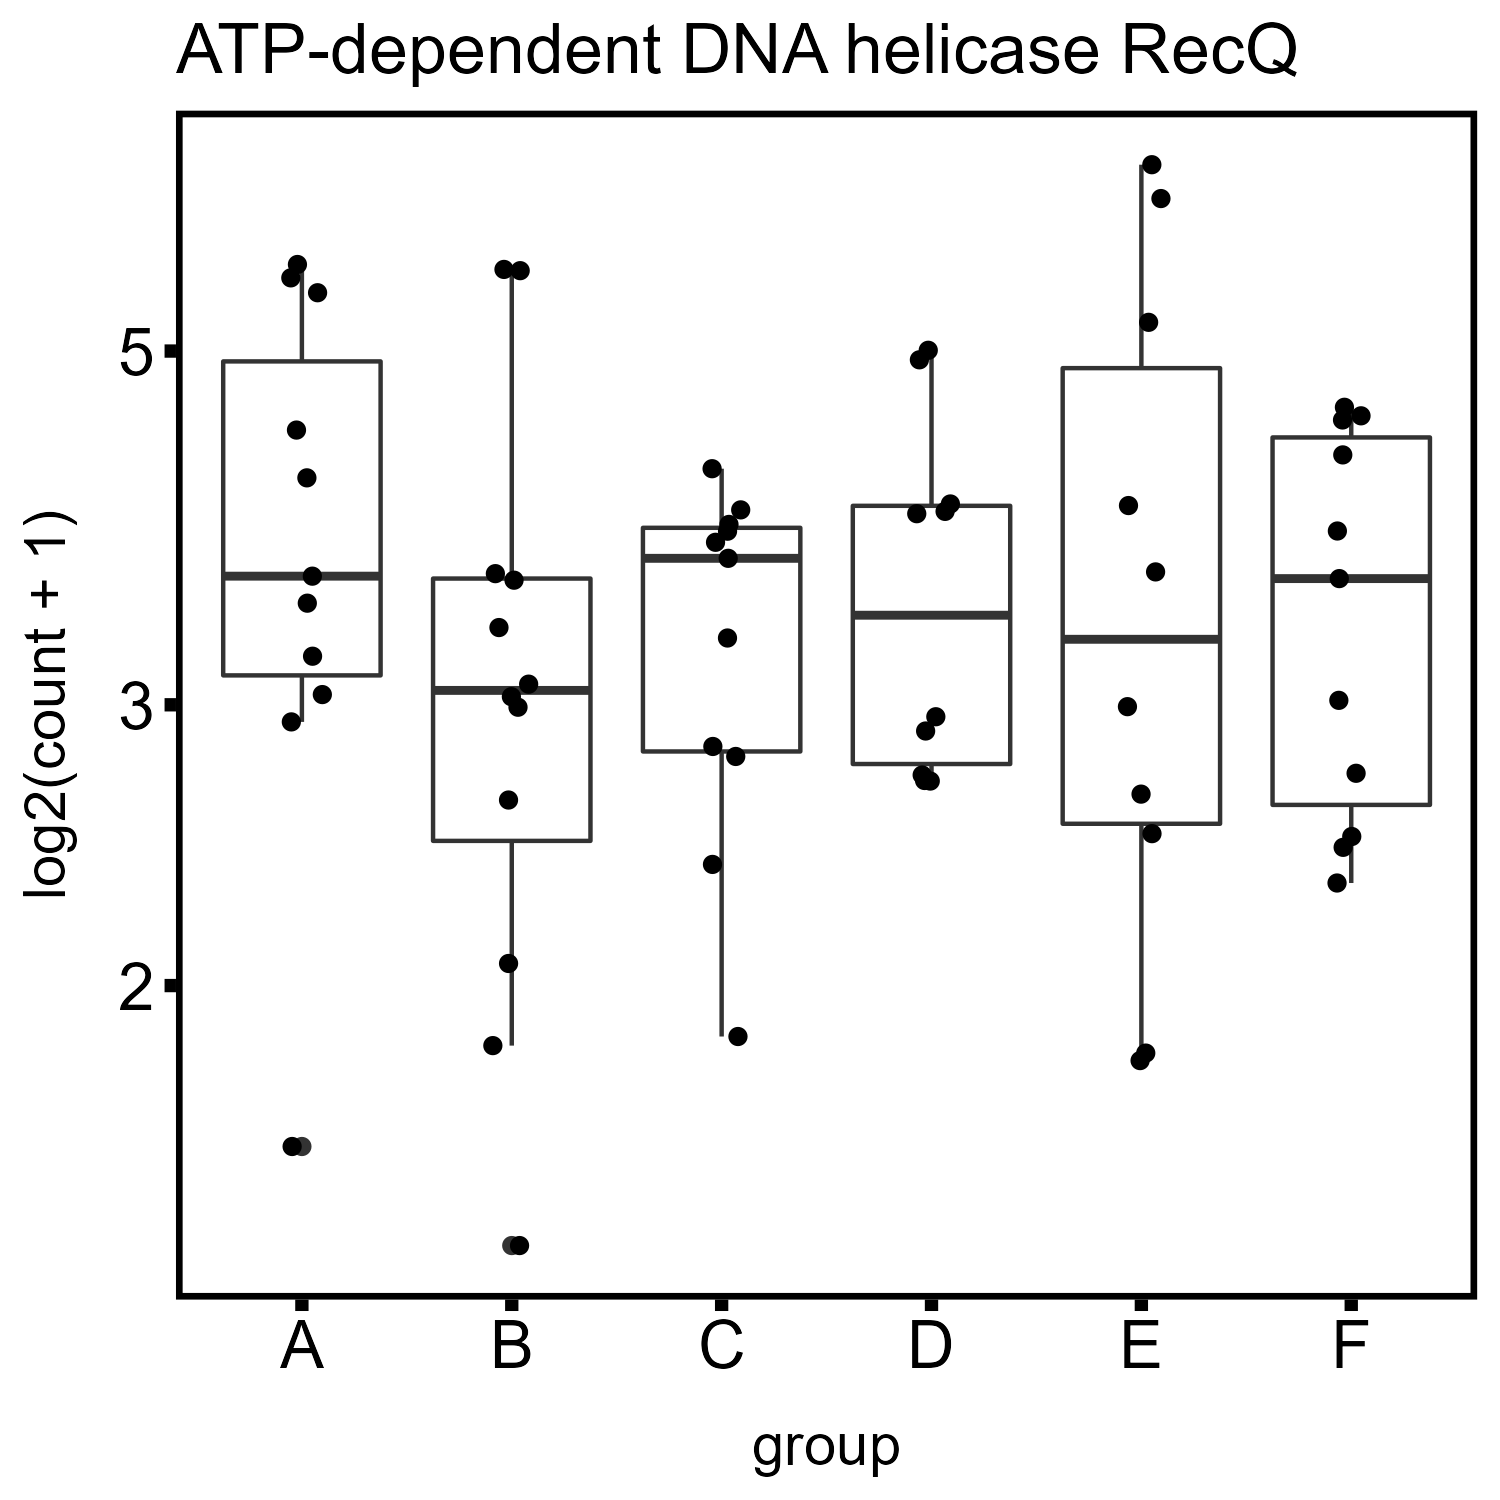 ATP-dependent DNA helicase RecQ
log2(count + 1)
5
3
2
A B C D E F
group